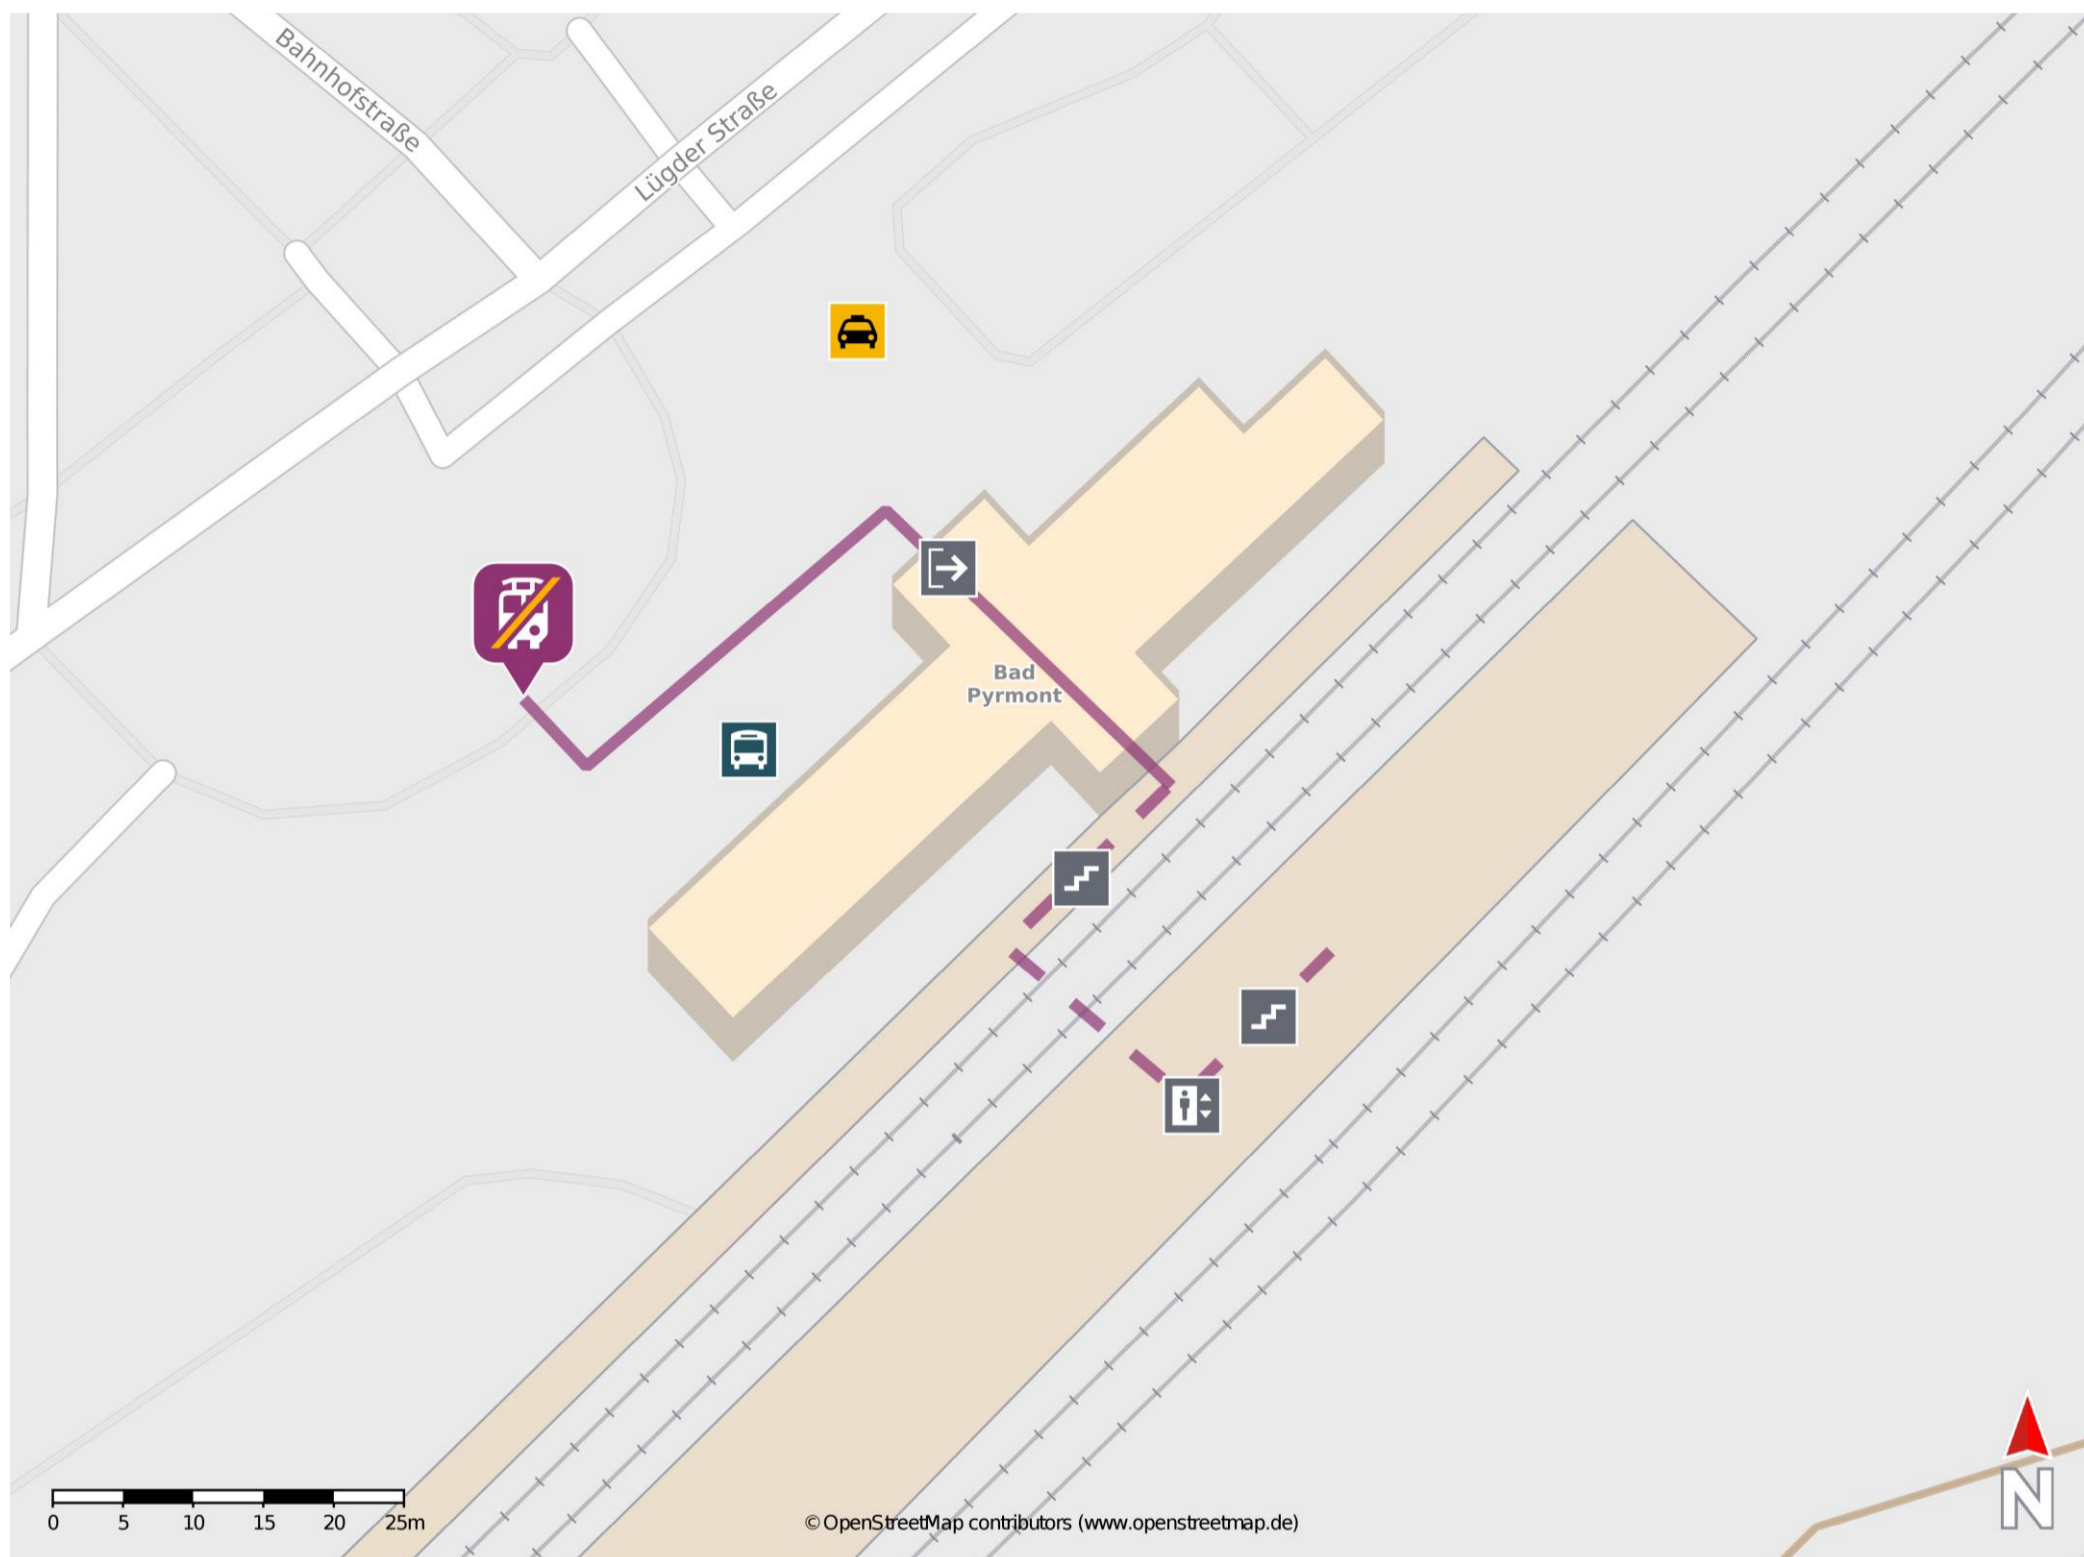 Bahnhofstraße
Lügder Straße
Bad
Pyrmont
0 5 10 15 20 25m
© OpenStreetMap contributors (www.openstreetmap.de)
N